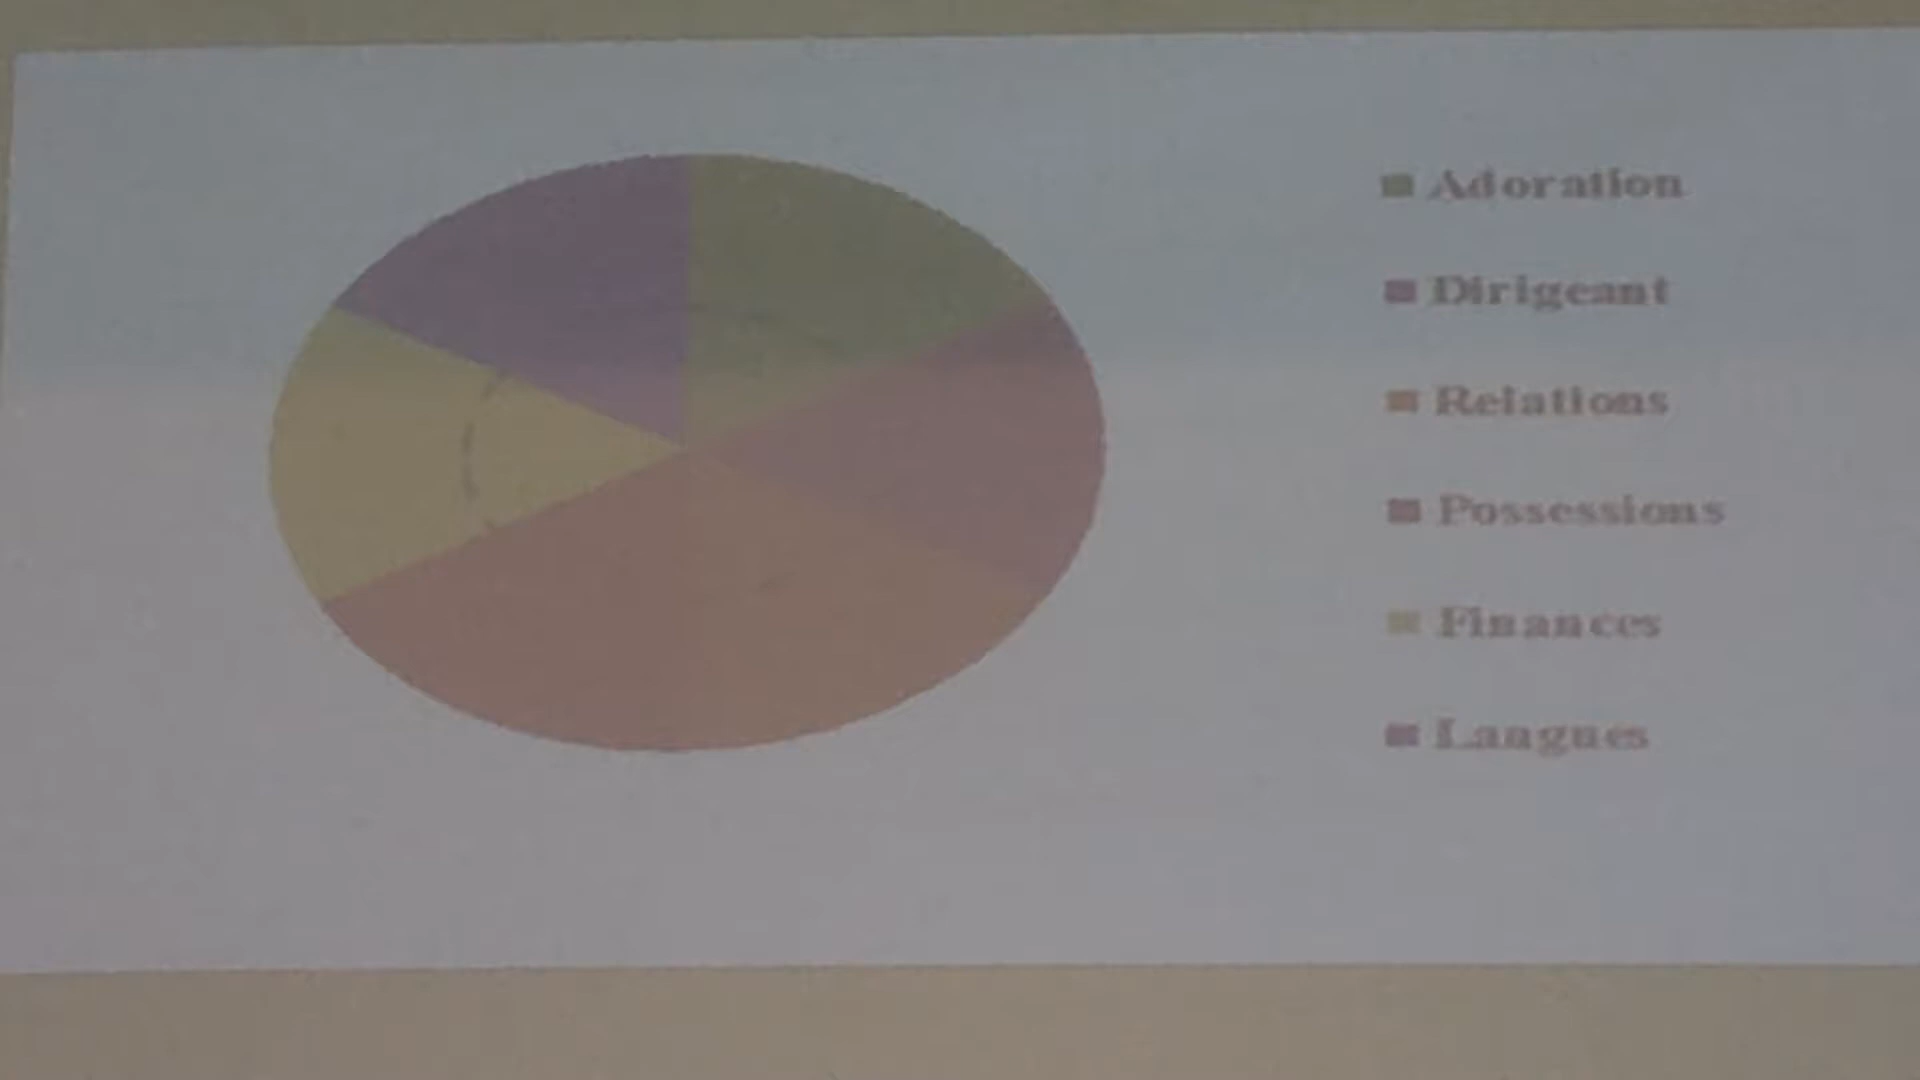 Adoration
Dirigeant
Relations
Possessions
Finances
Langues